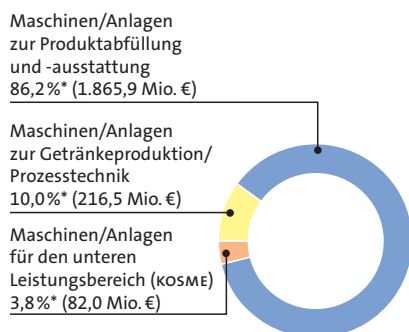 Maschinen/Anlagen
zur Produktabfüllung
und -ausstattung
86,2%* (1.865,9 Mio. €)
Maschinen/Anlagen
zur Getränkeproduktion/
Prozesstechnik
10,0%* (216,5 Mio. €)
Maschinen/Anlagen
für den unteren
Leistungsbereich (KOSME)
3,8%* (82,0 Mio. €)